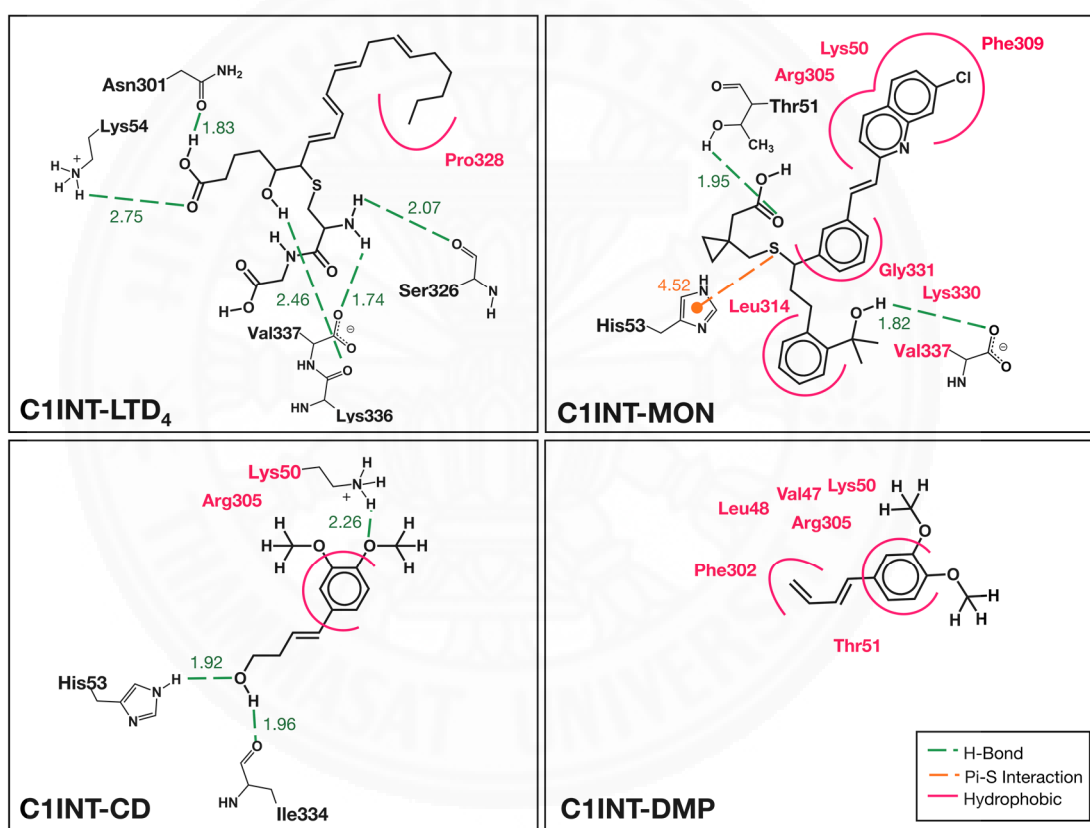 Asn301
NH₂
O
Lys54
+
H
1.83
H
N
H
H
HO
O
2.75
O
H
S
H
N
H
2.07
O
H
N
O
O
HO
2.46
1.74
Ser326
N
H
Val337
O
⊖
O
HN
O
HN
Lys336
Pro328
C1INT-LTD₄
Lys50
Phe309
Arg305
O
Thr51
Cl
O
H
CH₃
N
1.95
O
H
O
S
Gly331
4.52
H
N
N
His53
Leu314
Lys330
O
H
1.82
O
⊖
O
Val337
HN
C1INT-MON
Lys50
H
N
H
H
+
Arg305
2.26
H
H
C
H
O
O
C
H
H
H
1.92
His53
N
H
N
O
H
1.96
O
HN
Ile334
C1INT-CD
Lys50
Val47
Leu48
Arg305
H
H
C
H
O
Phe302
O
C
H
H
H
Thr51
C1INT-DMP
H-Bond
Pi-S Interaction
Hydrophobic
THAMMASAT UNIVERSITY